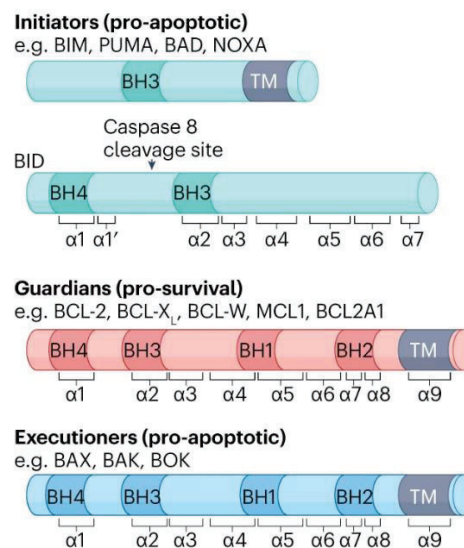 Initiators (pro-apoptotic)
e.g. BIM, PUMA, BAD, NOXA
BH3 TM
Caspase 8
cleavage site
BID
BH4 BH3
α1 α1′ α2 α3 α4 α5 α6 α7
Guardians (pro-survival)
e.g. BCL-2, BCL-X_L, BCL-W, MCL1, BCL2A1
BH4 BH3 BH1 BH2 TM
α1 α2 α3 α4 α5 α6 α7 α8 α9
Executioners (pro-apoptotic)
e.g. BAX, BAK, BOK
BH4 BH3 BH1 BH2 TM
α1 α2 α3 α4 α5 α6 α7 α8 α9